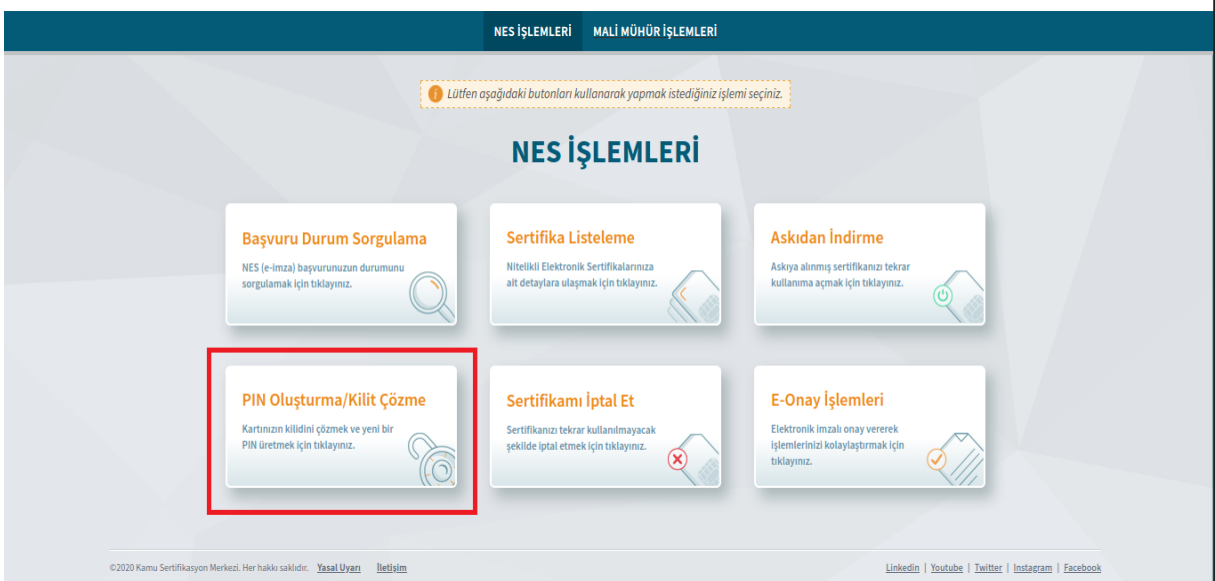 NES İŞLEMLERİ MALİ MÜHÜR İŞLEMLERİ
i Lütfen aşağıdaki butonları kullanarak yapmak istediğiniz işlemi seçiniz.
NES İŞLEMLERİ
Başvuru Durum Sorgulama
NES (e-imza) başvurunuzun durumunu
sorgulamak için tıklayınız.
Sertifika Listeleme
Nitelikli Elektronik Sertifikalarınıza
ait detaylara ulaşmak için tıklayınız.
Askıdan İndirme
Askıya alınmış sertifikanızı tekrar
kullanıma açmak için tıklayınız.
PIN Oluşturma/Kilit Çözme
Kartınızın kilidini çözmek ve yeni bir
PIN üretmek için tıklayınız.
Sertifikamı İptal Et
Sertifikanızı tekrar kullanılmayacak
şekilde iptal etmek için tıklayınız.
E-Onay İşlemleri
Elektronik imzalı onay vererek
işlemlerinizi kolaylaştırmak için
tıklayınız.
©2020 Kamu Sertifikasyon Merkezi. Her hakkı saklıdır. Yasal Uyarı İletişim
Linkedin | Youtube | Twitter | Instagram | Facebook